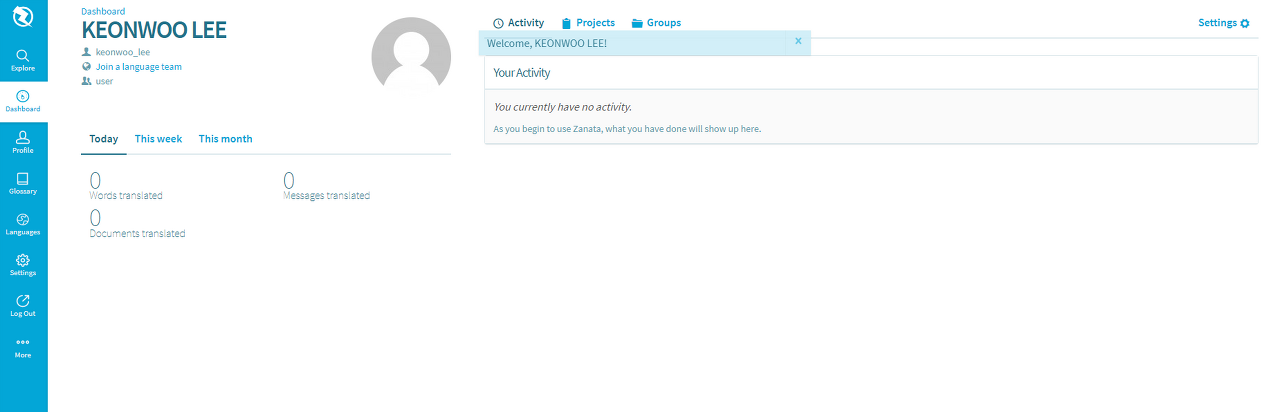 Explore
Dashboard
Profile
Glossary
Languages
Settings
Log Out
More
Dashboard
KEONWOO LEE
keonwoo_lee
Join a language team
user
Today This week This month
0
Words translated
0
Messages translated
0
Documents translated
Activity Projects Groups Settings
Welcome, KEONWOO LEE! ×
Your Activity
You currently have no activity.
As you begin to use Zanata, what you have done will show up here.